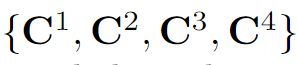 {C¹, C², C³, C⁴}